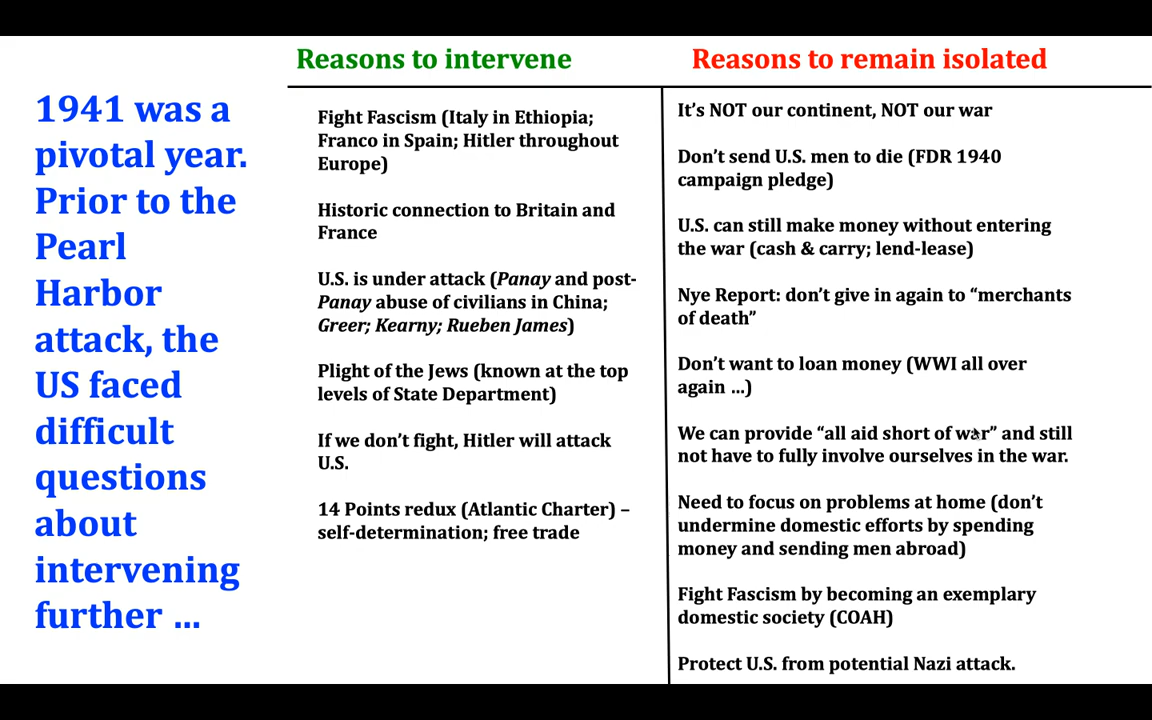 Reasons to intervene
Reasons to remain isolated
1941 was a
pivotal year.
Prior to the
Pearl
Harbor
attack, the
US faced
difficult
questions
about
intervening
further ...
Fight Fascism (Italy in Ethiopia;
Franco in Spain; Hitler throughout
Europe)
Historic connection to Britain and
France
U.S. is under attack (Panay and post-
Panay abuse of civilians in China;
Greer; Kearny; Rueben James)
Plight of the Jews (known at the top
levels of State Department)
If we don’t fight, Hitler will attack
U.S.
14 Points redux (Atlantic Charter) –
self-determination; free trade
It’s NOT our continent, NOT our war
Don’t send U.S. men to die (FDR 1940
campaign pledge)
U.S. can still make money without entering
the war (cash & carry; lend-lease)
Nye Report: don’t give in again to “merchants
of death”
Don’t want to loan money (WWI all over
again ...)
We can provide “all aid short of war” and still
not have to fully involve ourselves in the war.
Need to focus on problems at home (don’t
undermine domestic efforts by spending
money and sending men abroad)
Fight Fascism by becoming an exemplary
domestic society (COAH)
Protect U.S. from potential Nazi attack.